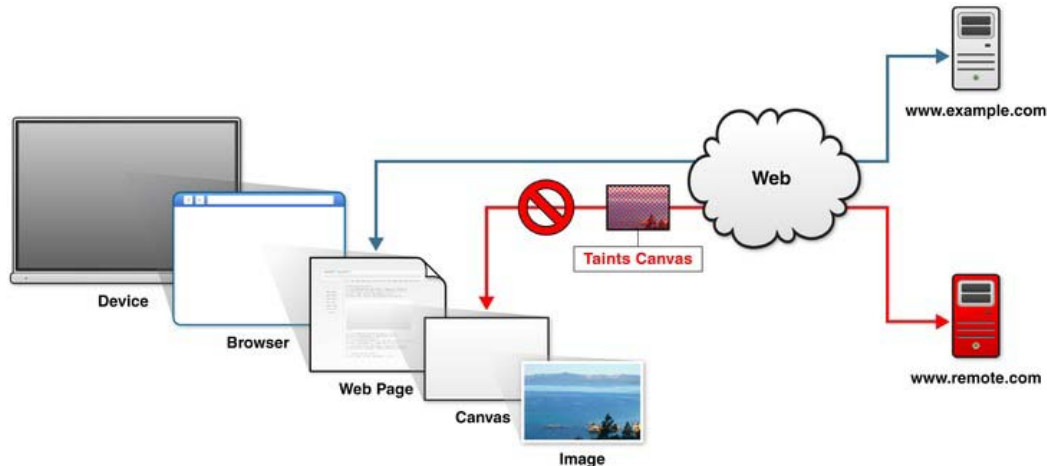 www.example.com
Web
Taints Canvas
Device
Browser
www.remote.com
Web Page
Canvas
Image